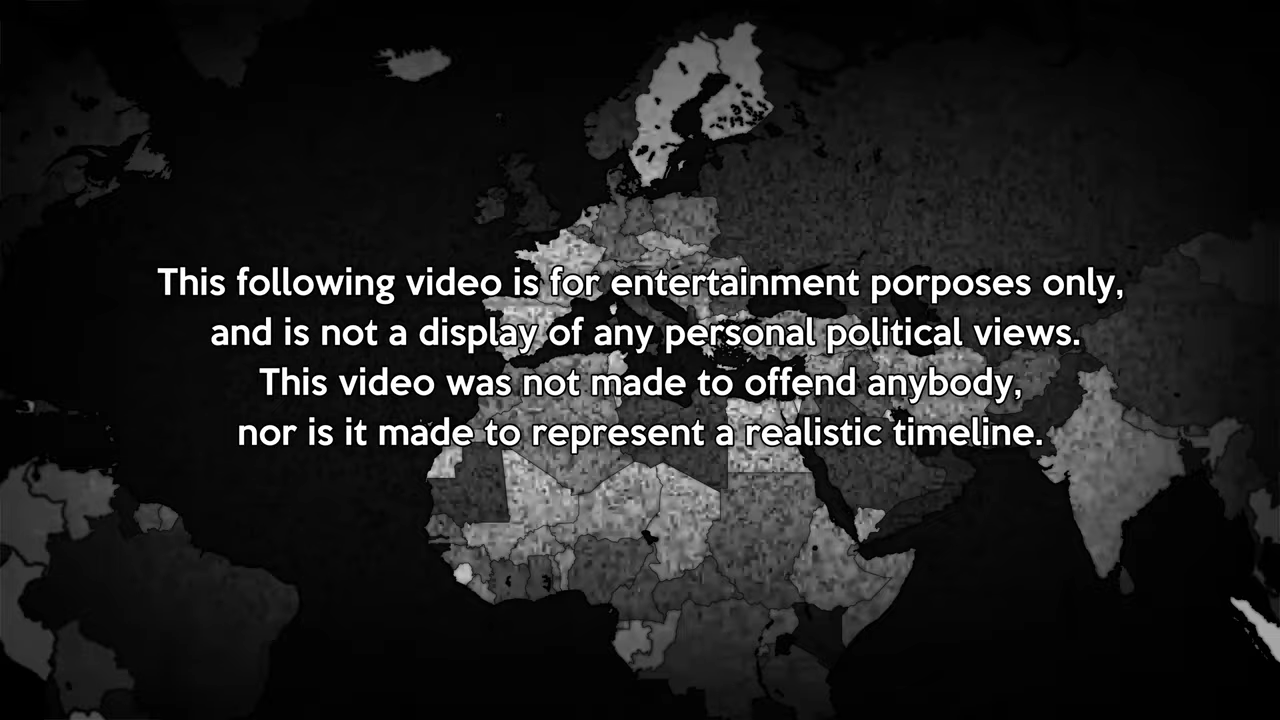 This following video is for entertainment porposes only,
and is not a display of any personal political views.
This video was not made to offend anybody,
nor is it made to represent a realistic timeline.